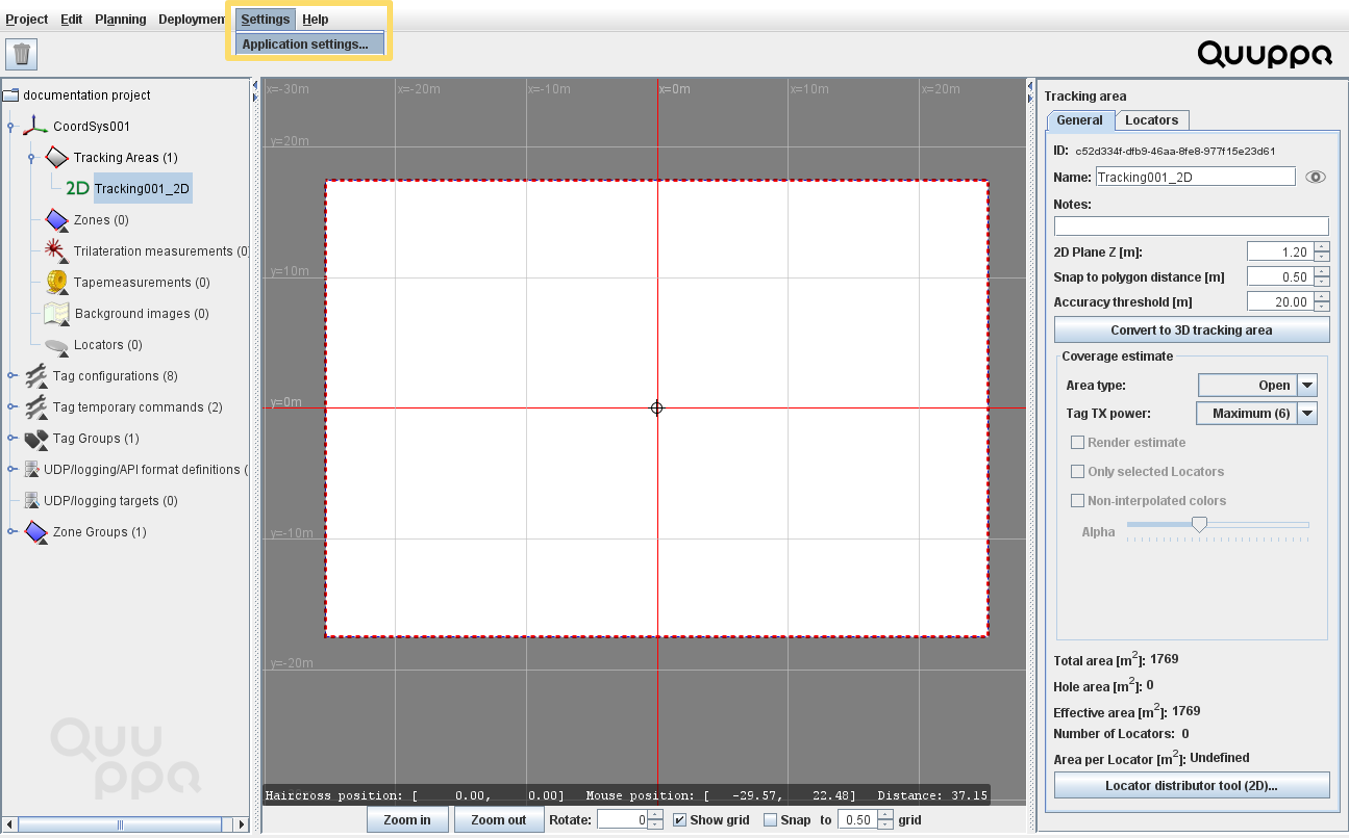 Project Edit Planning Deployment Settings Help
Application settings...
Quuppa
documentation project
CoordSys001
Tracking Areas (1)
2D Tracking001_2D
Zones (0)
Trilateration measurements (0)
Tapemeasurements (0)
Background images (0)
Locators (0)
Tag configurations (8)
Tag temporary commands (2)
Tag Groups (1)
UDP/logging/API format definitions (
UDP/logging targets (0)
Zone Groups (1)
Quuppa
x=-30m x=-20m x=-10m x=0m x=10m x=20m
y=20m
y=10m
y=0m
y=-10m
y=-20m
Haircross position: [ 0.00, 0.00] Mouse position: [ -29.57, 22.48] Distance: 37.15
Zoom in Zoom out Rotate: 0 Show grid Snap to 0.50 grid
Tracking area
General Locators
ID: c52d334f-dfb9-46aa-8fe8-977f15e23d61
Name: Tracking001_2D
Notes:
2D Plane Z [m]: 1.20
Snap to polygon distance [m] 0.50
Accuracy threshold [m] 20.00
Convert to 3D tracking area
Coverage estimate
Area type: Open
Tag TX power: Maximum (6)
Render estimate
Only selected Locators
Non-interpolated colors
Alpha
Total area [m²]: 1769
Hole area [m²]: 0
Effective area [m²]: 1769
Number of Locators: 0
Area per Locator [m²]: Undefined
Locator distributor tool (2D)...